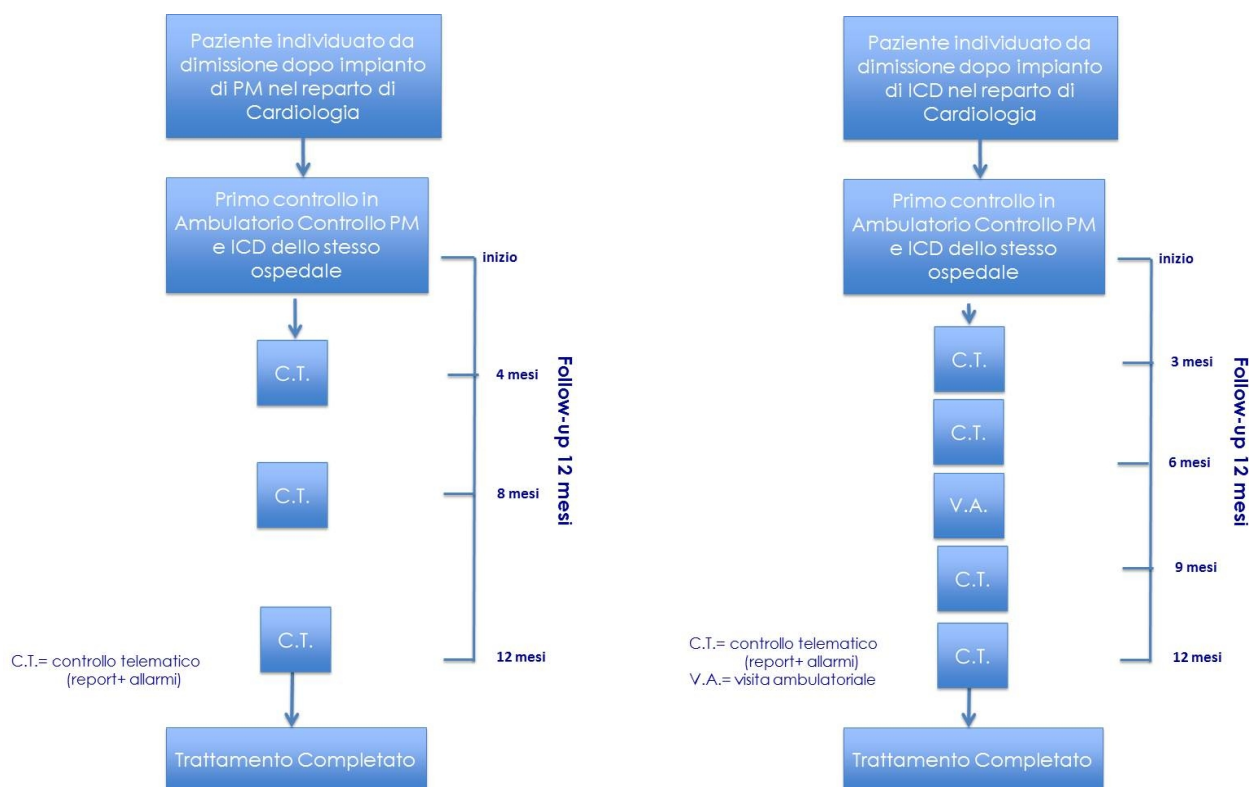 Paziente individuato da
dimissione dopo impianto
di PM nel reparto di
Cardiologia
Primo controllo in
Ambulatorio Controllo PM
e ICD dello stesso
ospedale
inizio
C.T.
4 mesi
C.T.
8 mesi
C.T.
12 mesi
Follow-up 12 mesi
C.T.= controllo telematico
(report+ allarmi)
Trattamento Completato
Paziente individuato da
dimissione dopo impianto
di ICD nel reparto di
Cardiologia
Primo controllo in
Ambulatorio Controllo PM
e ICD dello stesso
ospedale
inizio
C.T.
3 mesi
C.T.
6 mesi
V.A.
C.T.
9 mesi
C.T.
12 mesi
Follow-up 12 mesi
C.T.= controllo telematico
(report+ allarmi)
V.A.= visita ambulatoriale
Trattamento Completato